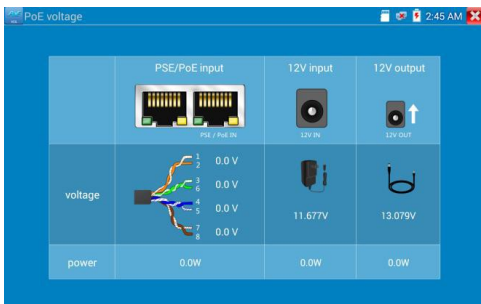 PoE voltage
2:45 AM
PSE/PoE input
12V input
12V output
PSE / PoE IN
12V IN
12V OUT
voltage
1
2
0.0 V
3
6
0.0 V
4
5
0.0 V
7
8
0.0 V
11.677V
13.079V
power
0.0W
0.0W
0.0W